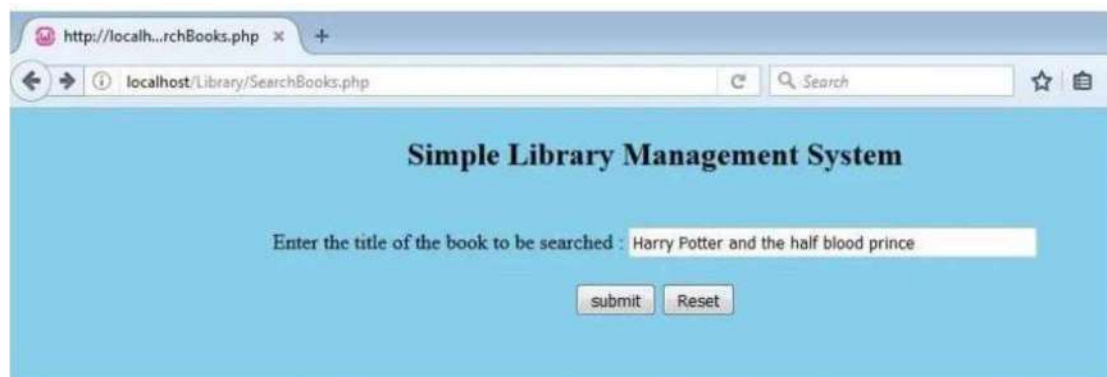 http://localh...rchBooks.php × +
localhost/Library/SearchBooks.php Search
Simple Library Management System
Enter the title of the book to be searched : Harry Potter and the half blood prince
submit Reset